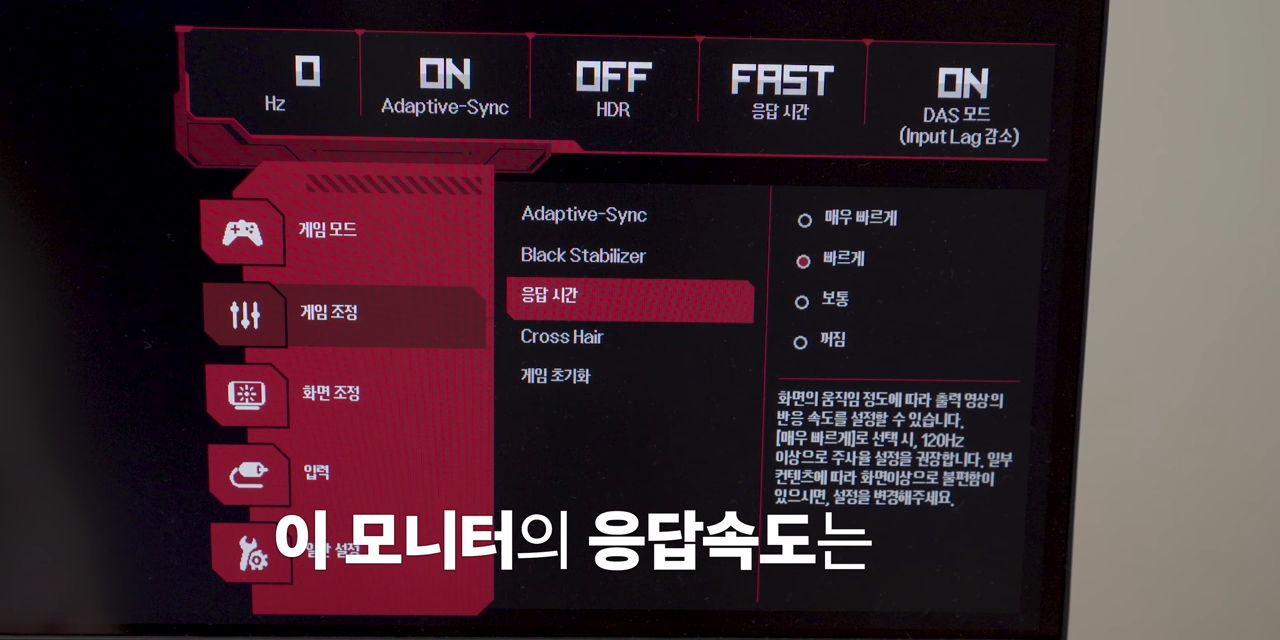 0
Hz
ON
Adaptive-Sync
OFF
HDR
FAST
응답 시간
ON
DAS 모드
(Input Lag 감소)
게임 모드
게임 조정
화면 조정
입력
일반 설정
Adaptive-Sync
Black Stabilizer
응답 시간
Cross Hair
게임 초기화
매우 빠르게
빠르게
보통
꺼짐
화면의 움직임 정도에 따라 출력 영상의
반응 속도를 설정할 수 있습니다.
[매우 빠르게]로 선택 시, 120Hz
이상으로 주사율 설정을 권장합니다. 일부
컨텐츠에 따라 화면이상으로 불편함이
있으시면, 설정을 변경해주세요.
이 모니터의 응답속도는